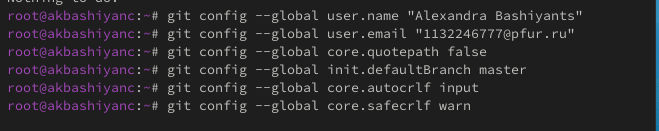 Nothing to do.
root@akbashiyanc:~# git config --global user.name "Alexandra Bashiyants"
root@akbashiyanc:~# git config --global user.email "1132246777@pfur.ru"
root@akbashiyanc:~# git config --global core.quotepath false
root@akbashiyanc:~# git config --global init.defaultBranch master
root@akbashiyanc:~# git config --global core.autocrlf input
root@akbashiyanc:~# git config --global core.safecrlf warn